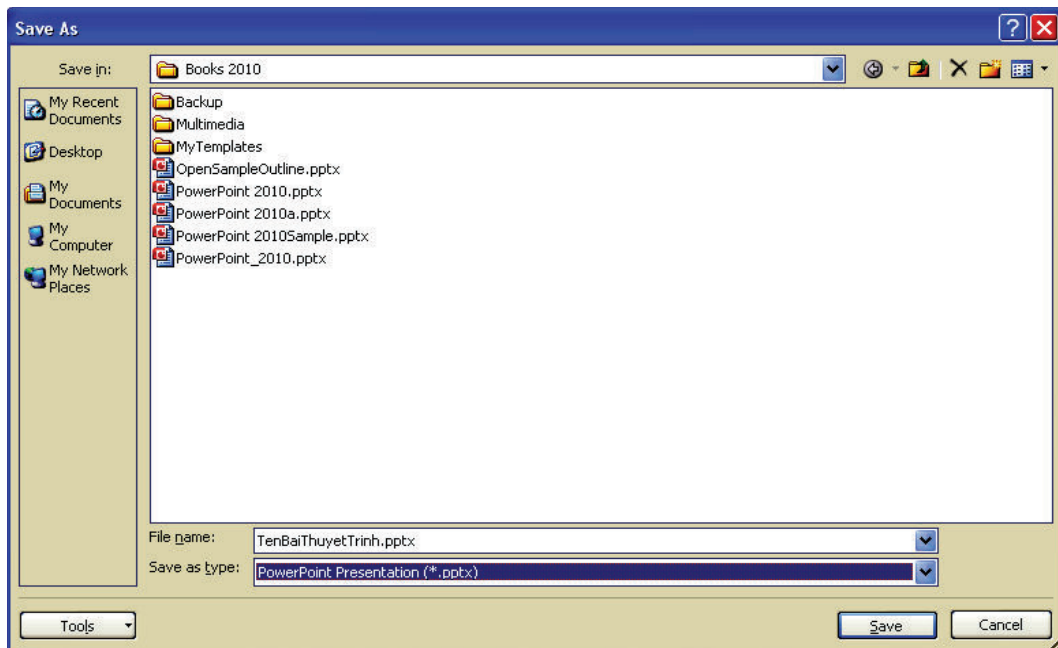 Save As
Save in:
Books 2010
My Recent
Documents
Desktop
My
Documents
My
Computer
My Network
Places
Backup
Multimedia
MyTemplates
OpenSampleOutline.pptx
PowerPoint 2010.pptx
PowerPoint 2010a.pptx
PowerPoint 2010Sample.pptx
PowerPoint_2010.pptx
File name:
TenBaiThuyetTrinh.pptx
Save as type:
PowerPoint Presentation (*.pptx)
Tools
Save
Cancel